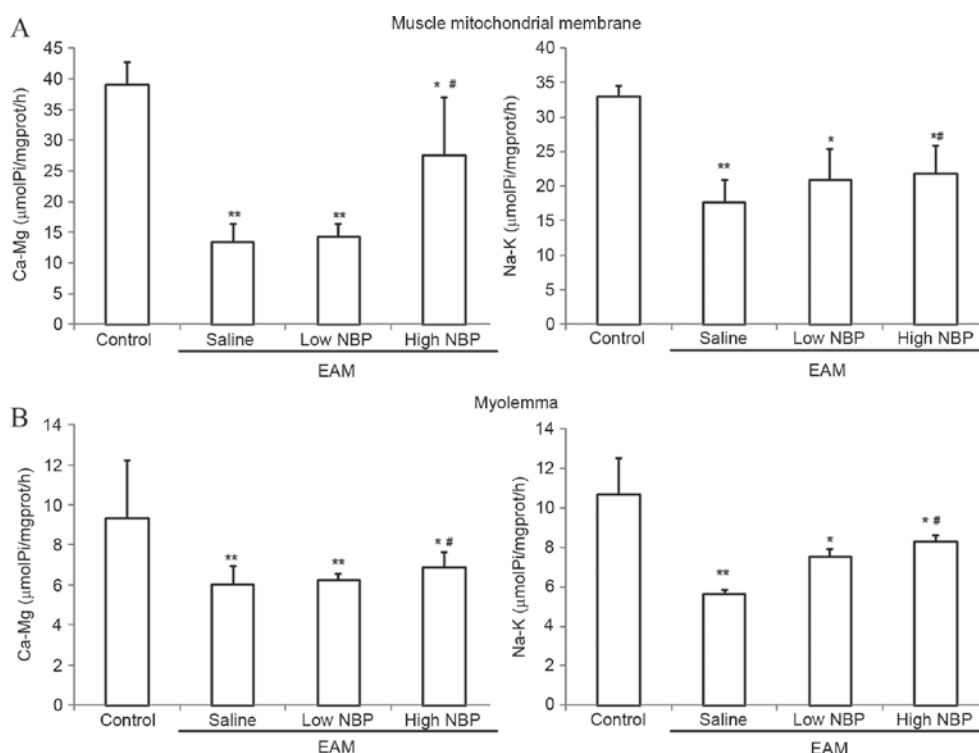 A
Muscle mitochondrial membrane
Ca-Mg (μmolPi/mgprot/h)
45
40
35
30
25
20
15
10
5
0
**
**
* #
Control Saline Low NBP High NBP
EAM
Na-K (μmolPi/mgprot/h)
40
35
30
25
20
15
10
5
0
**
*
*#
Control Saline Low NBP High NBP
EAM
B
Myolemma
Ca-Mg (μmolPi/mgprot/h)
14
12
10
8
6
4
2
0
**
**
* #
Control Saline Low NBP High NBP
EAM
Na-K (μmolPi/mgprot/h)
14
12
10
8
6
4
2
0
**
*
* #
Control Saline Low NBP High NBP
EAM